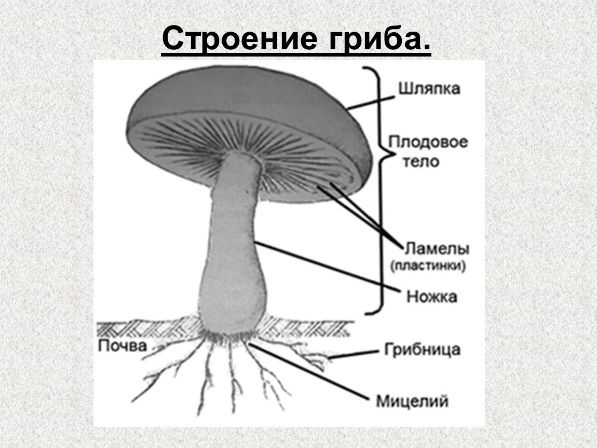 Строение гриба.
Шляпка
Плодовое
тело
Ламелы
(пластинки)
Ножка
Почва
Грибница
Мицелий